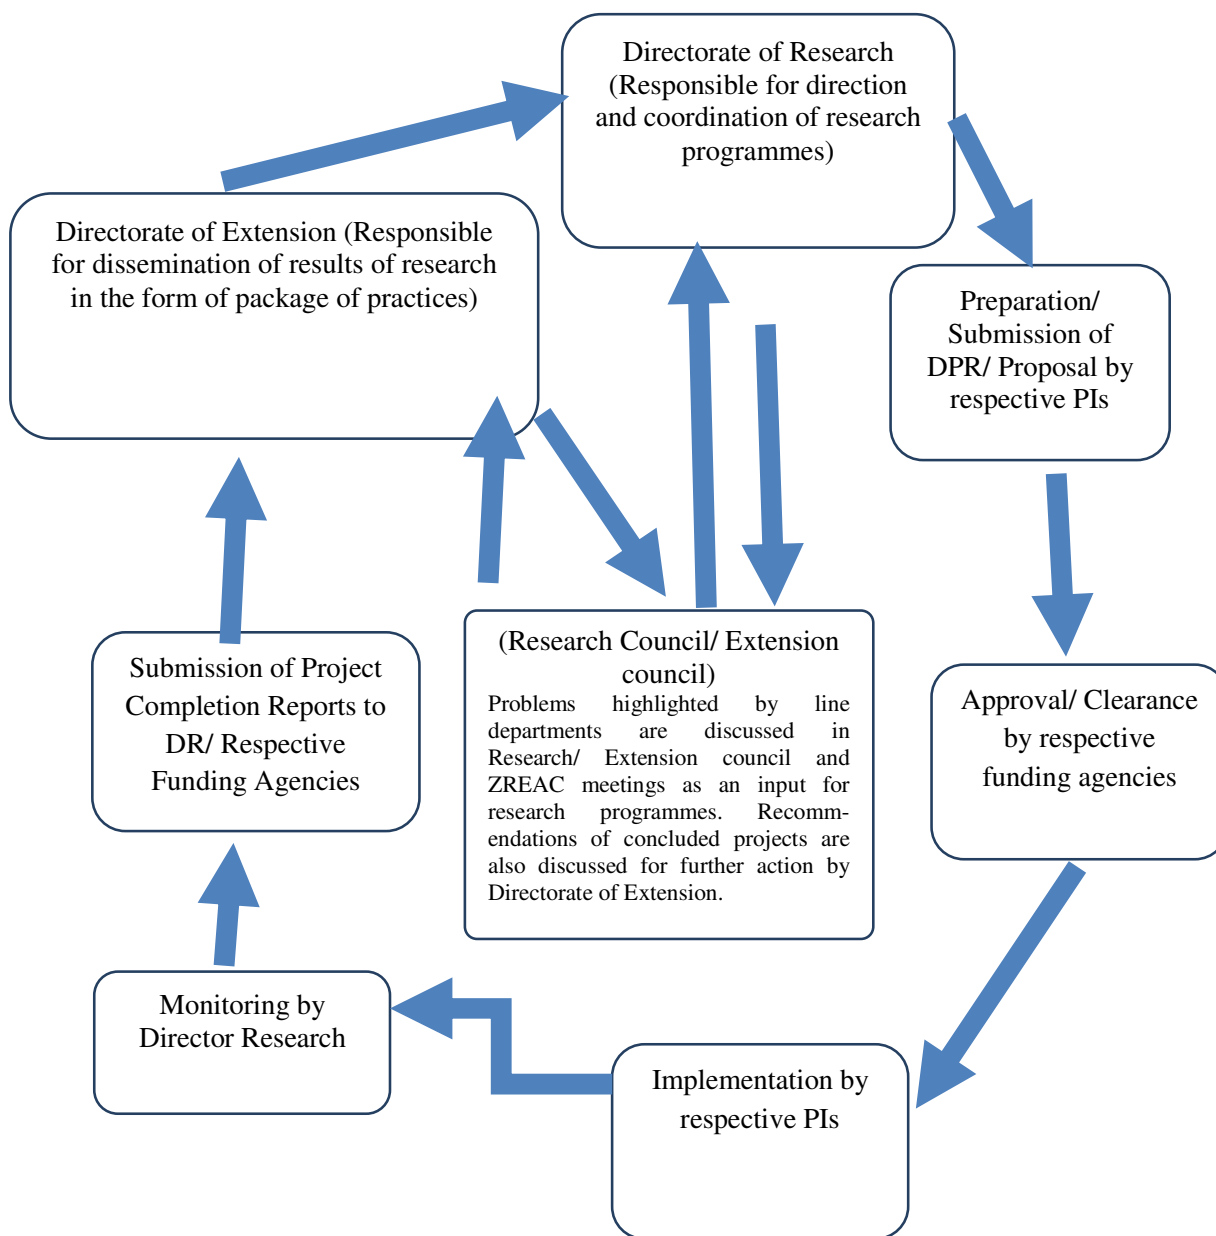 Directorate of Research
(Responsible for direction
and coordination of research
programmes)
Directorate of Extension (Responsible
for dissemination of results of research
in the form of package of practices)
Preparation/
Submission of
DPR/ Proposal by
respective PIs
(Research Council/ Extension
council)
Problems highlighted by line
departments are discussed in
Research/ Extension council and
ZREAC meetings as an input for
research programmes. Recomm-
endations of concluded projects are
also discussed for further action by
Directorate of Extension.
Submission of Project
Completion Reports to
DR/ Respective
Funding Agencies
Approval/ Clearance
by respective
funding agencies
Monitoring by
Director Research
Implementation by
respective PIs